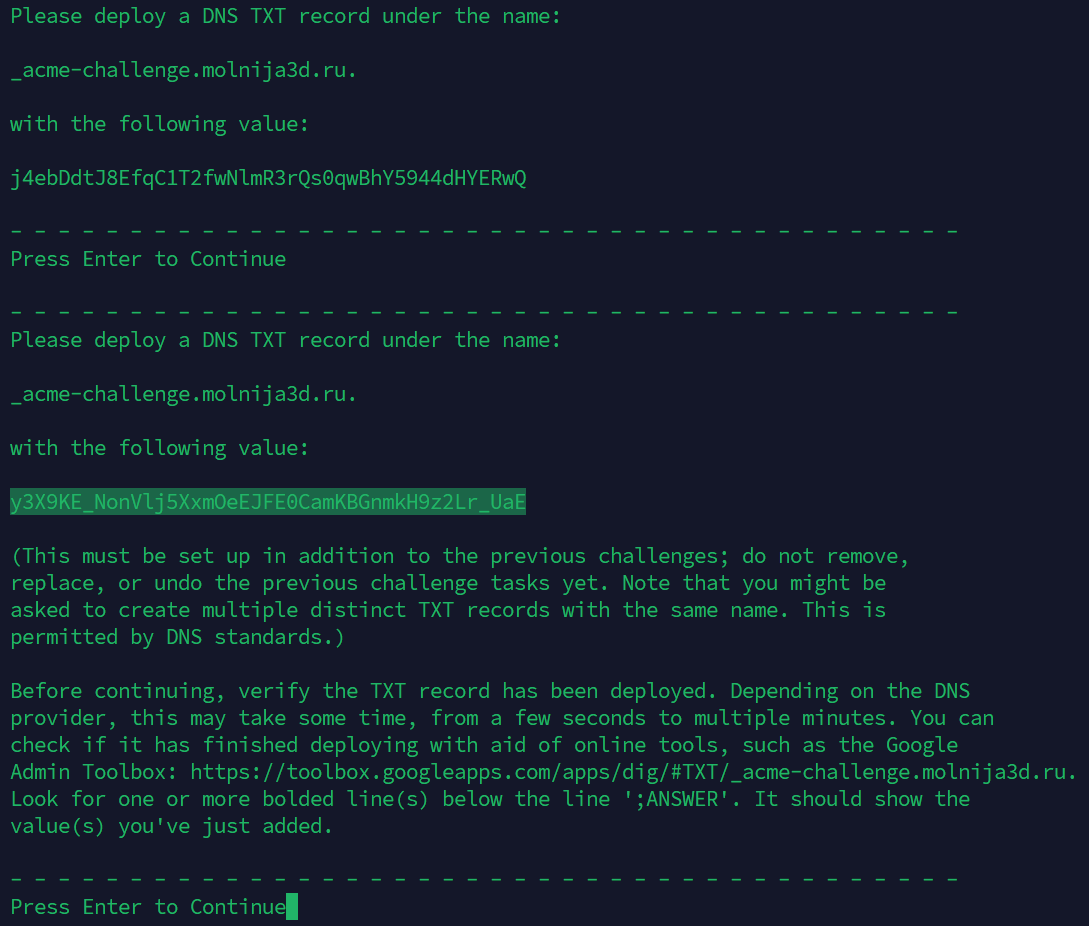 Please deploy a DNS TXT record under the name:
_acme-challenge.molnija3d.ru.
with the following value:
j4ebDdtJ8EfqC1T2fwNlmR3rQs0qwBhY5944dHYERwQ
- - - - - - - - - - - - - - - - - - - - - - - - - - - - - - - - - - - - - - - -
Press Enter to Continue
- - - - - - - - - - - - - - - - - - - - - - - - - - - - - - - - - - - - - - - -
Please deploy a DNS TXT record under the name:
_acme-challenge.molnija3d.ru.
with the following value:
y3X9KE_NonVlj5XxmOeEJFE0CamKBGnmkH9z2Lr_UaE
(This must be set up in addition to the previous challenges; do not remove,
replace, or undo the previous challenge tasks yet. Note that you might be
asked to create multiple distinct TXT records with the same name. This is
permitted by DNS standards.)
Before continuing, verify the TXT record has been deployed. Depending on the DNS
provider, this may take some time, from a few seconds to multiple minutes. You can
check if it has finished deploying with aid of online tools, such as the Google
Admin Toolbox: https://toolbox.googleapps.com/apps/dig/#TXT/_acme-challenge.molnija3d.ru.
Look for one or more bolded line(s) below the line ';ANSWER'. It should show the
value(s) you've just added.
- - - - - - - - - - - - - - - - - - - - - - - - - - - - - - - - - - - - - - - -
Press Enter to Continue